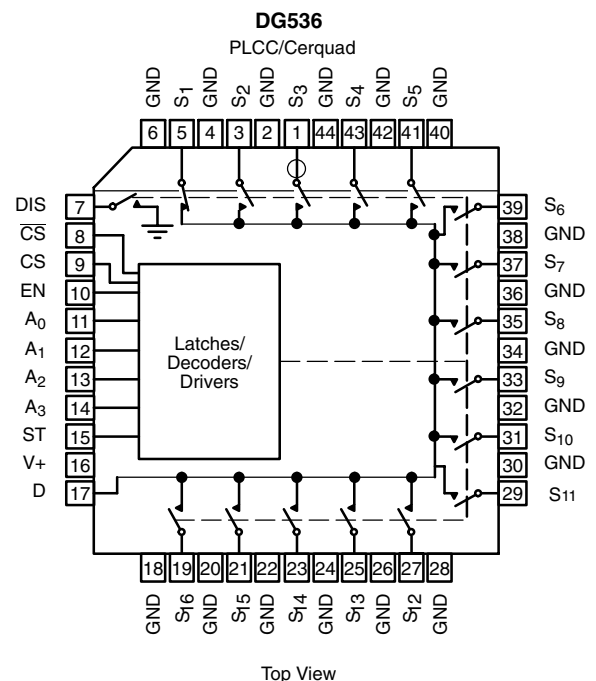 DG536
PLCC/Cerquad
GND S1 GND S2 GND S3 GND S4 GND S5 GND
6 5 4 3 2 1 44 43 42 41 40
DIS 7
CS 8
CS 9
EN 10
A0 11
A1 12
A2 13
A3 14
ST 15
V+ 16
D 17
Latches/
Decoders/
Drivers
39 S6
38 GND
37 S7
36 GND
35 S8
34 GND
33 S9
32 GND
31 S10
30 GND
29 S11
18 19 20 21 22 23 24 25 26 27 28
GND S16 GND S15 GND S14 GND S13 GND S12 GND
Top View